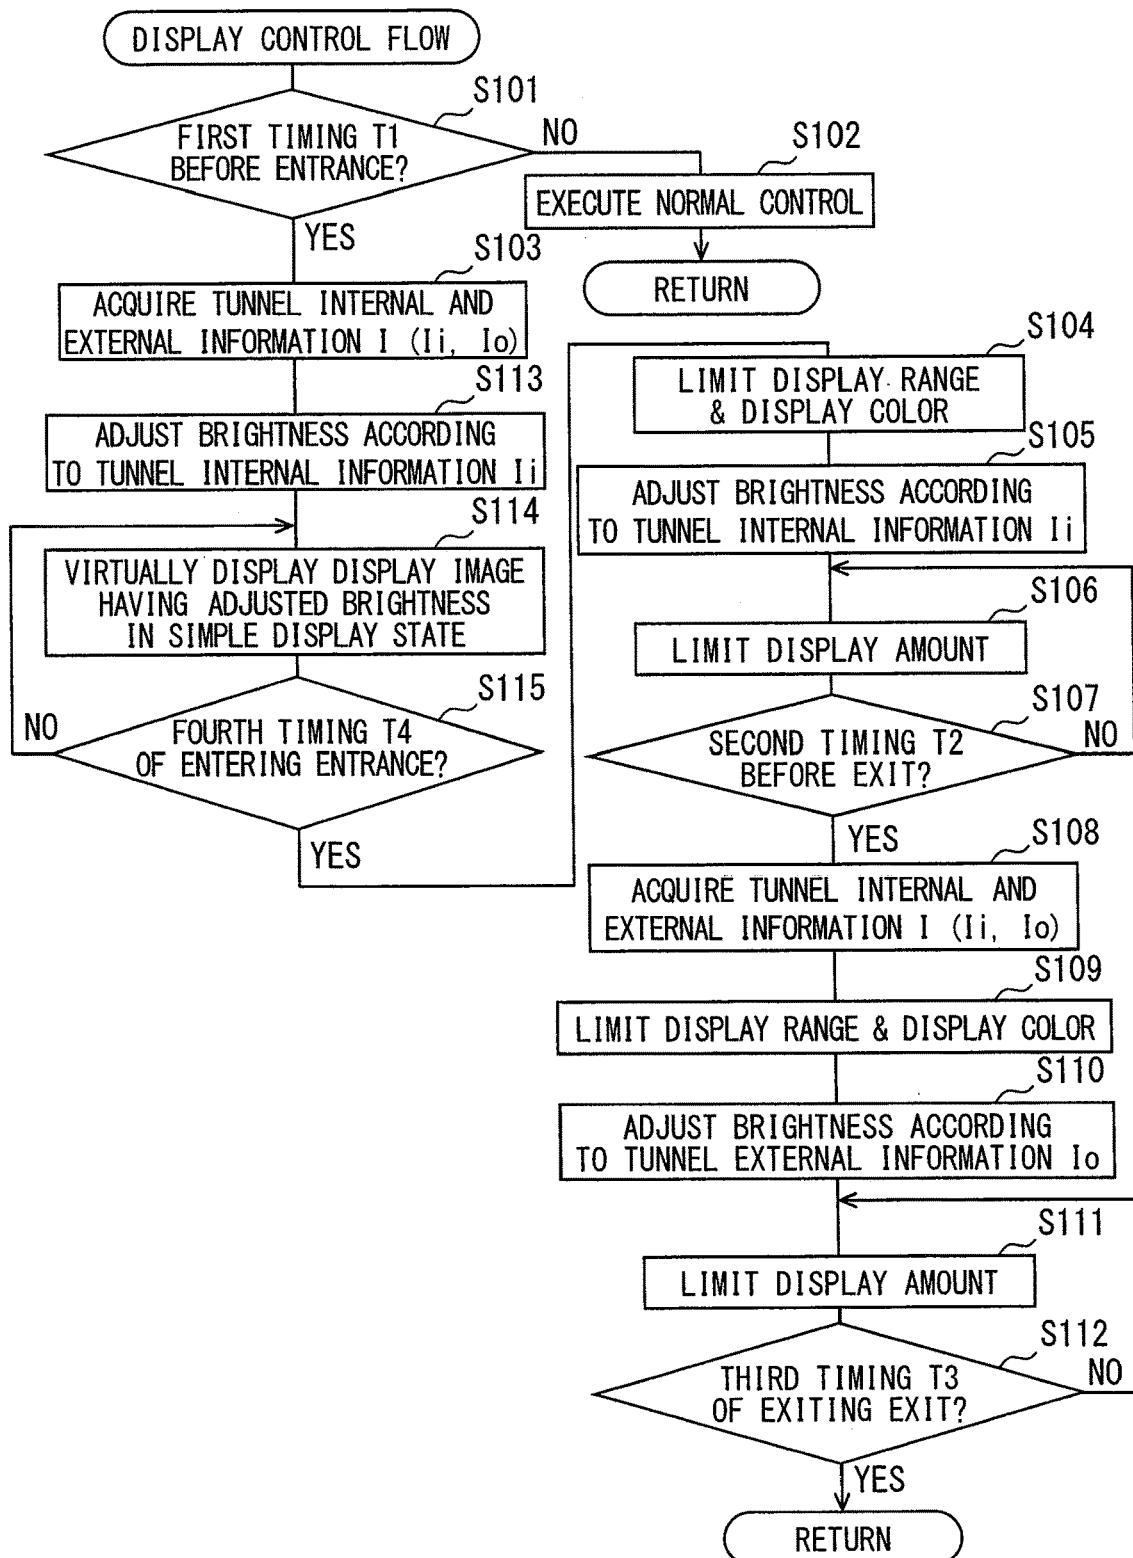 DISPLAY CONTROL FLOW
S101
FIRST TIMING T1
BEFORE ENTRANCE?
NO
YES
S102
EXECUTE NORMAL CONTROL
RETURN
S103
ACQUIRE TUNNEL INTERNAL AND
EXTERNAL INFORMATION I (Ii, Io)
S113
ADJUST BRIGHTNESS ACCORDING
TO TUNNEL INTERNAL INFORMATION Ii
S114
VIRTUALLY DISPLAY DISPLAY IMAGE
HAVING ADJUSTED BRIGHTNESS
IN SIMPLE DISPLAY STATE
S115
FOURTH TIMING T4
OF ENTERING ENTRANCE?
NO
YES
S104
LIMIT DISPLAY RANGE
& DISPLAY COLOR
S105
ADJUST BRIGHTNESS ACCORDING
TO TUNNEL INTERNAL INFORMATION Ii
S106
LIMIT DISPLAY AMOUNT
S107
SECOND TIMING T2
BEFORE EXIT?
NO
YES
S108
ACQUIRE TUNNEL INTERNAL AND
EXTERNAL INFORMATION I (Ii, Io)
S109
LIMIT DISPLAY RANGE & DISPLAY COLOR
S110
ADJUST BRIGHTNESS ACCORDING
TO TUNNEL EXTERNAL INFORMATION Io
S111
LIMIT DISPLAY AMOUNT
S112
THIRD TIMING T3
OF EXITING EXIT?
NO
YES
RETURN